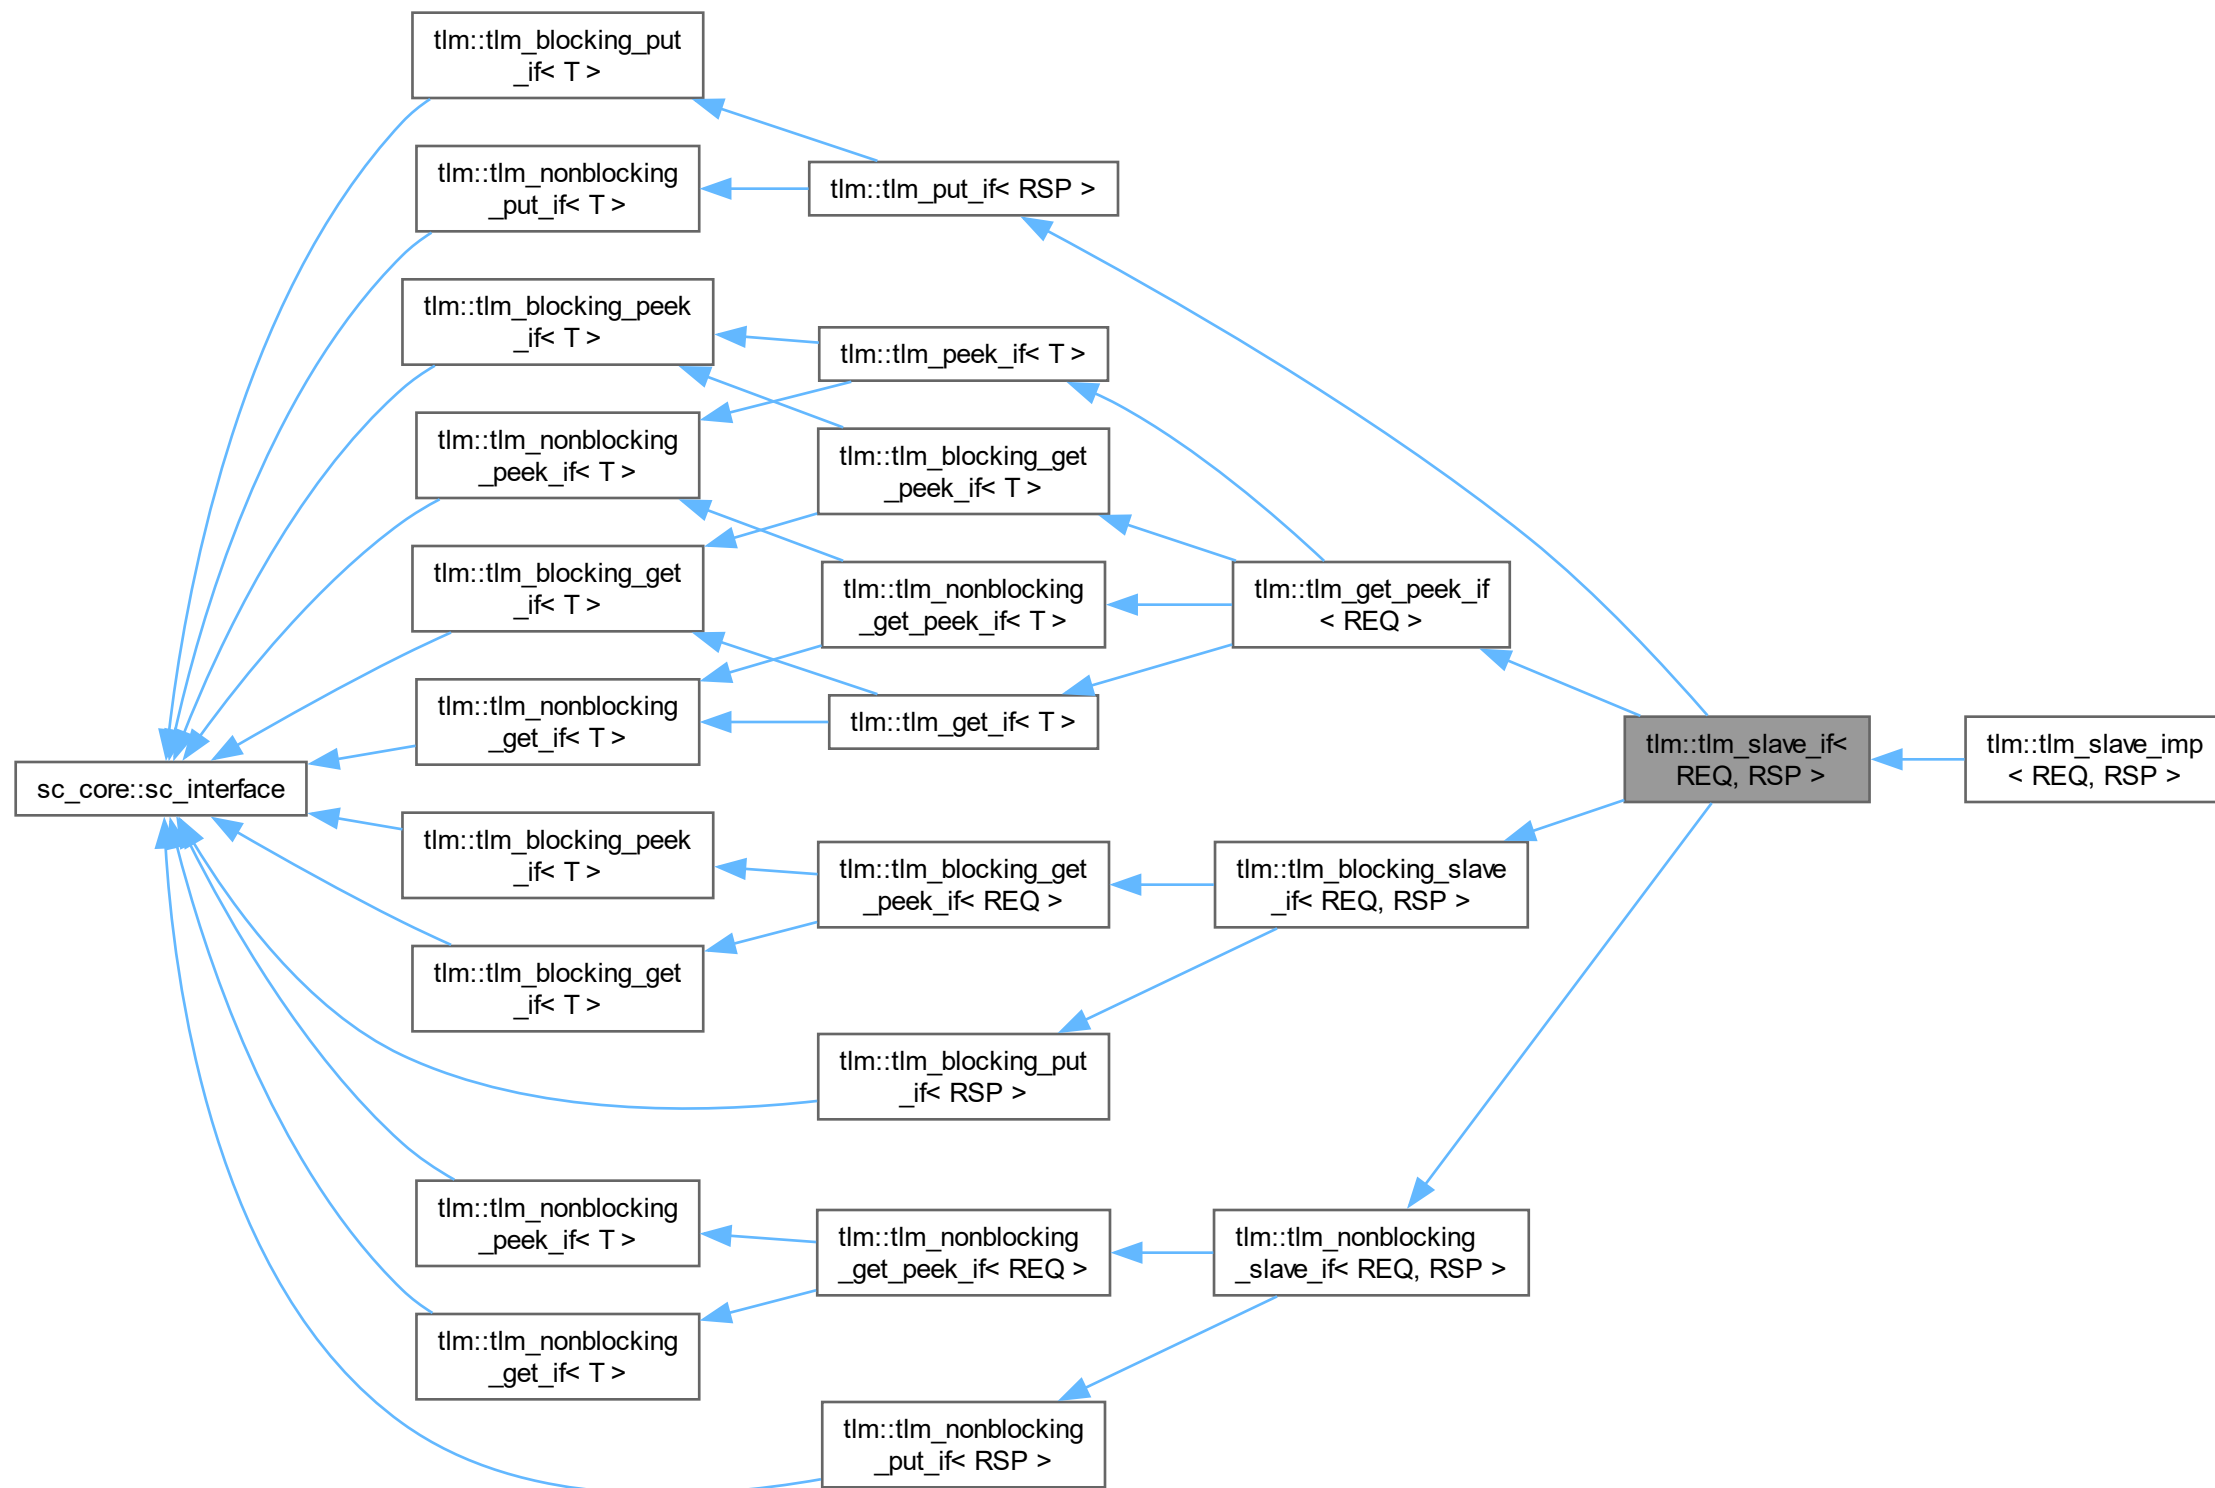 tlm::tlm_blocking_put
_if< T >
tlm::tlm_nonblocking
_put_if< T >
tlm::tlm_put_if< RSP >
tlm::tlm_blocking_peek
_if< T >
tlm::tlm_peek_if< T >
tlm::tlm_nonblocking
_peek_if< T >
tlm::tlm_blocking_get
_peek_if< T >
tlm::tlm_blocking_get
_if< T >
tlm::tlm_nonblocking
_get_peek_if< T >
tlm::tlm_get_peek_if
< REQ >
tlm::tlm_nonblocking
_get_if< T >
tlm::tlm_get_if< T >
tlm::tlm_slave_if<
REQ, RSP >
tlm::tlm_slave_imp
< REQ, RSP >
sc_core::sc_interface
tlm::tlm_blocking_peek
_if< T >
tlm::tlm_blocking_get
_peek_if< REQ >
tlm::tlm_blocking_slave
_if< REQ, RSP >
tlm::tlm_blocking_get
_if< T >
tlm::tlm_blocking_put
_if< RSP >
tlm::tlm_nonblocking
_peek_if< T >
tlm::tlm_nonblocking
_get_peek_if< REQ >
tlm::tlm_nonblocking
_slave_if< REQ, RSP >
tlm::tlm_nonblocking
_get_if< T >
tlm::tlm_nonblocking
_put_if< RSP >